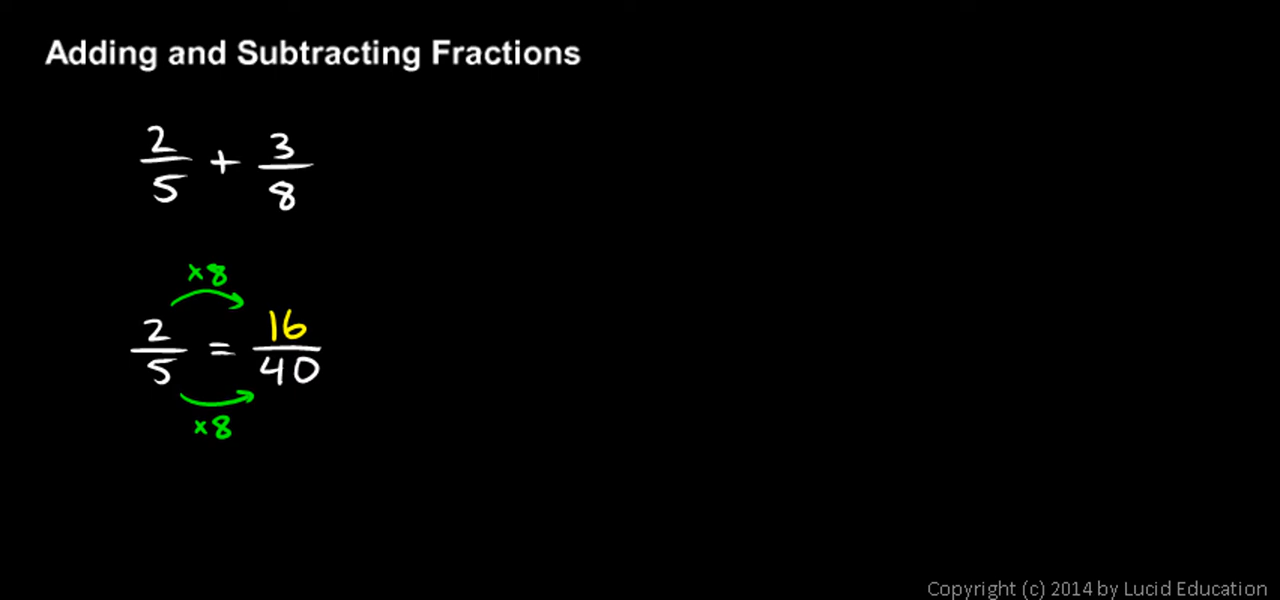 Adding and Subtracting Fractions
2/5 + 3/8
×8
2/5 = 16/40
×8
Copyright (c) 2014 by Lucid Education